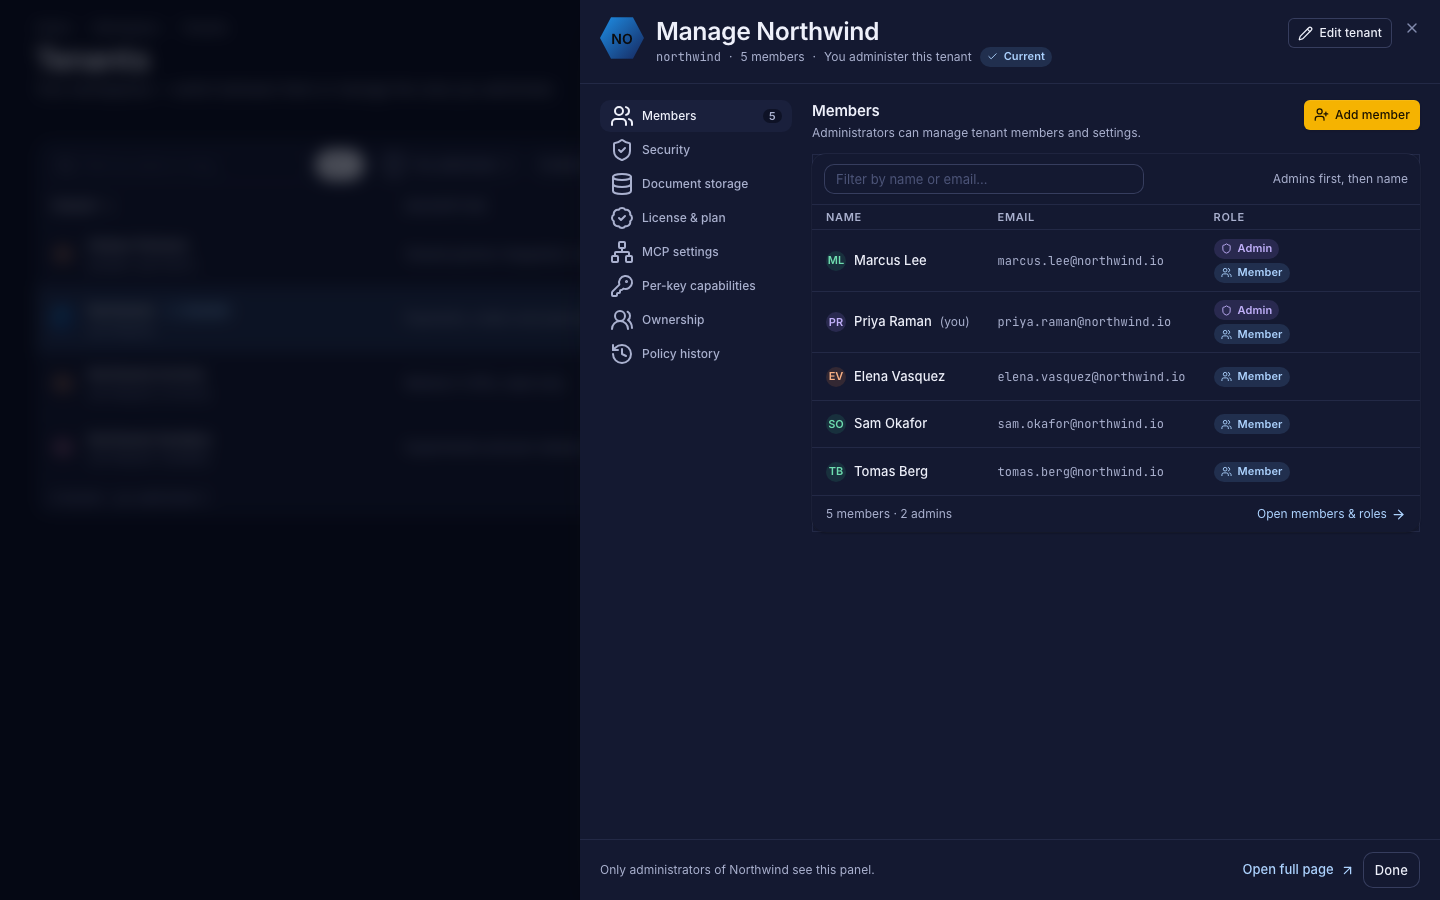 NO
Manage Northwind
northwind · 5 members · You administer this tenant Current
Edit tenant
Members 5
Security
Document storage
License & plan
MCP settings
Per-key capabilities
Ownership
Policy history
Members
Administrators can manage tenant members and settings.
Add member
Filter by name or email...
Admins first, then name
NAME EMAIL ROLE
ML Marcus Lee marcus.lee@northwind.io Admin
Member
PR Priya Raman (you) priya.raman@northwind.io Admin
Member
EV Elena Vasquez elena.vasquez@northwind.io Member
SO Sam Okafor sam.okafor@northwind.io Member
TB Tomas Berg tomas.berg@northwind.io Member
5 members · 2 admins
Open members & roles
Only administrators of Northwind see this panel.
Open full page
Done
Tenants